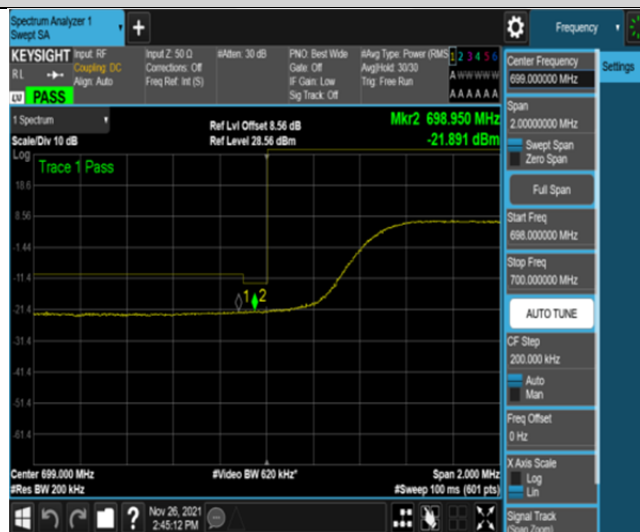 Spectrum Analyzer 1
Swept SA
+
Frequency
KEYSIGHT
RL
LXI PASS
Input: RF
Coupling: DC
Align: Auto
Input Z: 50 Ω
Corrections: Off
Freq Ref: Int (S)
#Atten: 30 dB
PNO: Best Wide
Gate: Off
IF Gain: Low
Sig Track: Off
#Avg Type: Power (RMS
Avg|Hold: 30/30
Trig: Free Run
1 2 3 4 5 6
A W W W W W
A A A A A A
1 Spectrum
Scale/Div 10 dB
Ref Lvl Offset 8.56 dB
Ref Level 28.56 dBm
Mkr2 698.950 MHz
-21.891 dBm
Log
Trace 1 Pass
18.6
8.56
-1.44
-11.4
-21.4
-31.4
-41.4
-51.4
-61.4
1 2
Center 699.000 MHz
#Res BW 200 kHz
#Video BW 620 kHz*
Span 2.000 MHz
#Sweep 100 ms (601 pts)
Nov 26, 2021
2:45:12 PM
Center Frequency
699.000000 MHz
Settings
Span
2.00000000 MHz
Swept Span
Zero Span
Full Span
Start Freq
698.000000 MHz
Stop Freq
700.000000 MHz
AUTO TUNE
CF Step
200.000 kHz
Auto
Man
Freq Offset
0 Hz
X Axis Scale
Log
Lin
Signal Track
(Span Zoom)